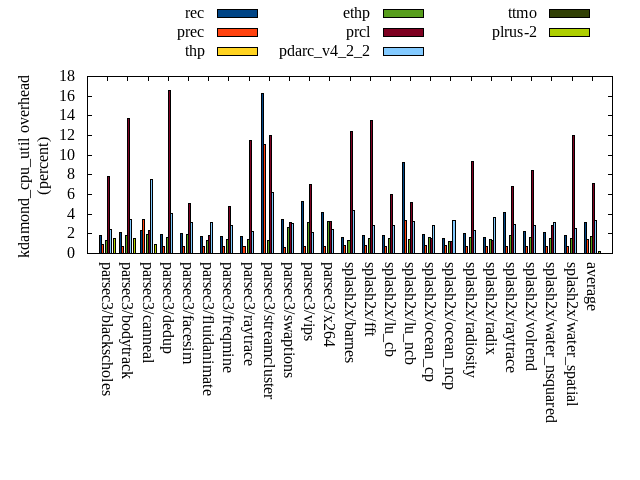 rec ethp ttmo
prec prcl plrus-2
thp pdarc_v4_2_2
kdamond_cpu_util overhead
(percent)
18
16
14
12
10
8
6
4
2
0
parsec3/blackscholes
parsec3/bodytrack
parsec3/canneal
parsec3/dedup
parsec3/facesim
parsec3/fluidanimate
parsec3/freqmine
parsec3/raytrace
parsec3/streamcluster
parsec3/swaptions
parsec3/vips
parsec3/x264
splash2x/barnes
splash2x/fft
splash2x/lu_cb
splash2x/lu_ncb
splash2x/ocean_cp
splash2x/ocean_ncp
splash2x/radiosity
splash2x/radix
splash2x/raytrace
splash2x/volrend
splash2x/water_nsquared
splash2x/water_spatial
average